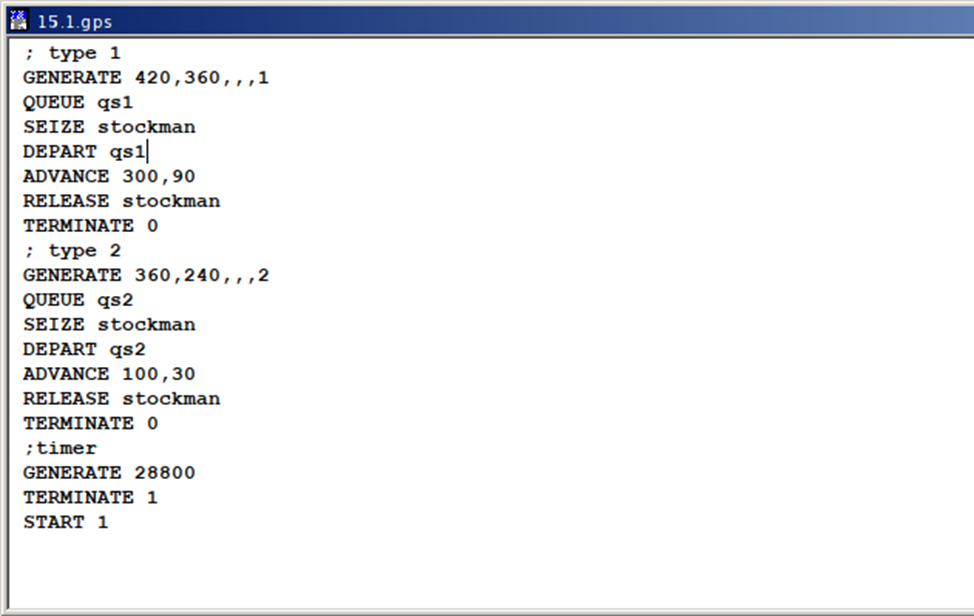 15.1.gps
; type 1
GENERATE 420,360,,,1
QUEUE qs1
SEIZE stockman
DEPART qs1
ADVANCE 300,90
RELEASE stockman
TERMINATE 0
; type 2
GENERATE 360,240,,,2
QUEUE qs2
SEIZE stockman
DEPART qs2
ADVANCE 100,30
RELEASE stockman
TERMINATE 0
;timer
GENERATE 28800
TERMINATE 1
START 1